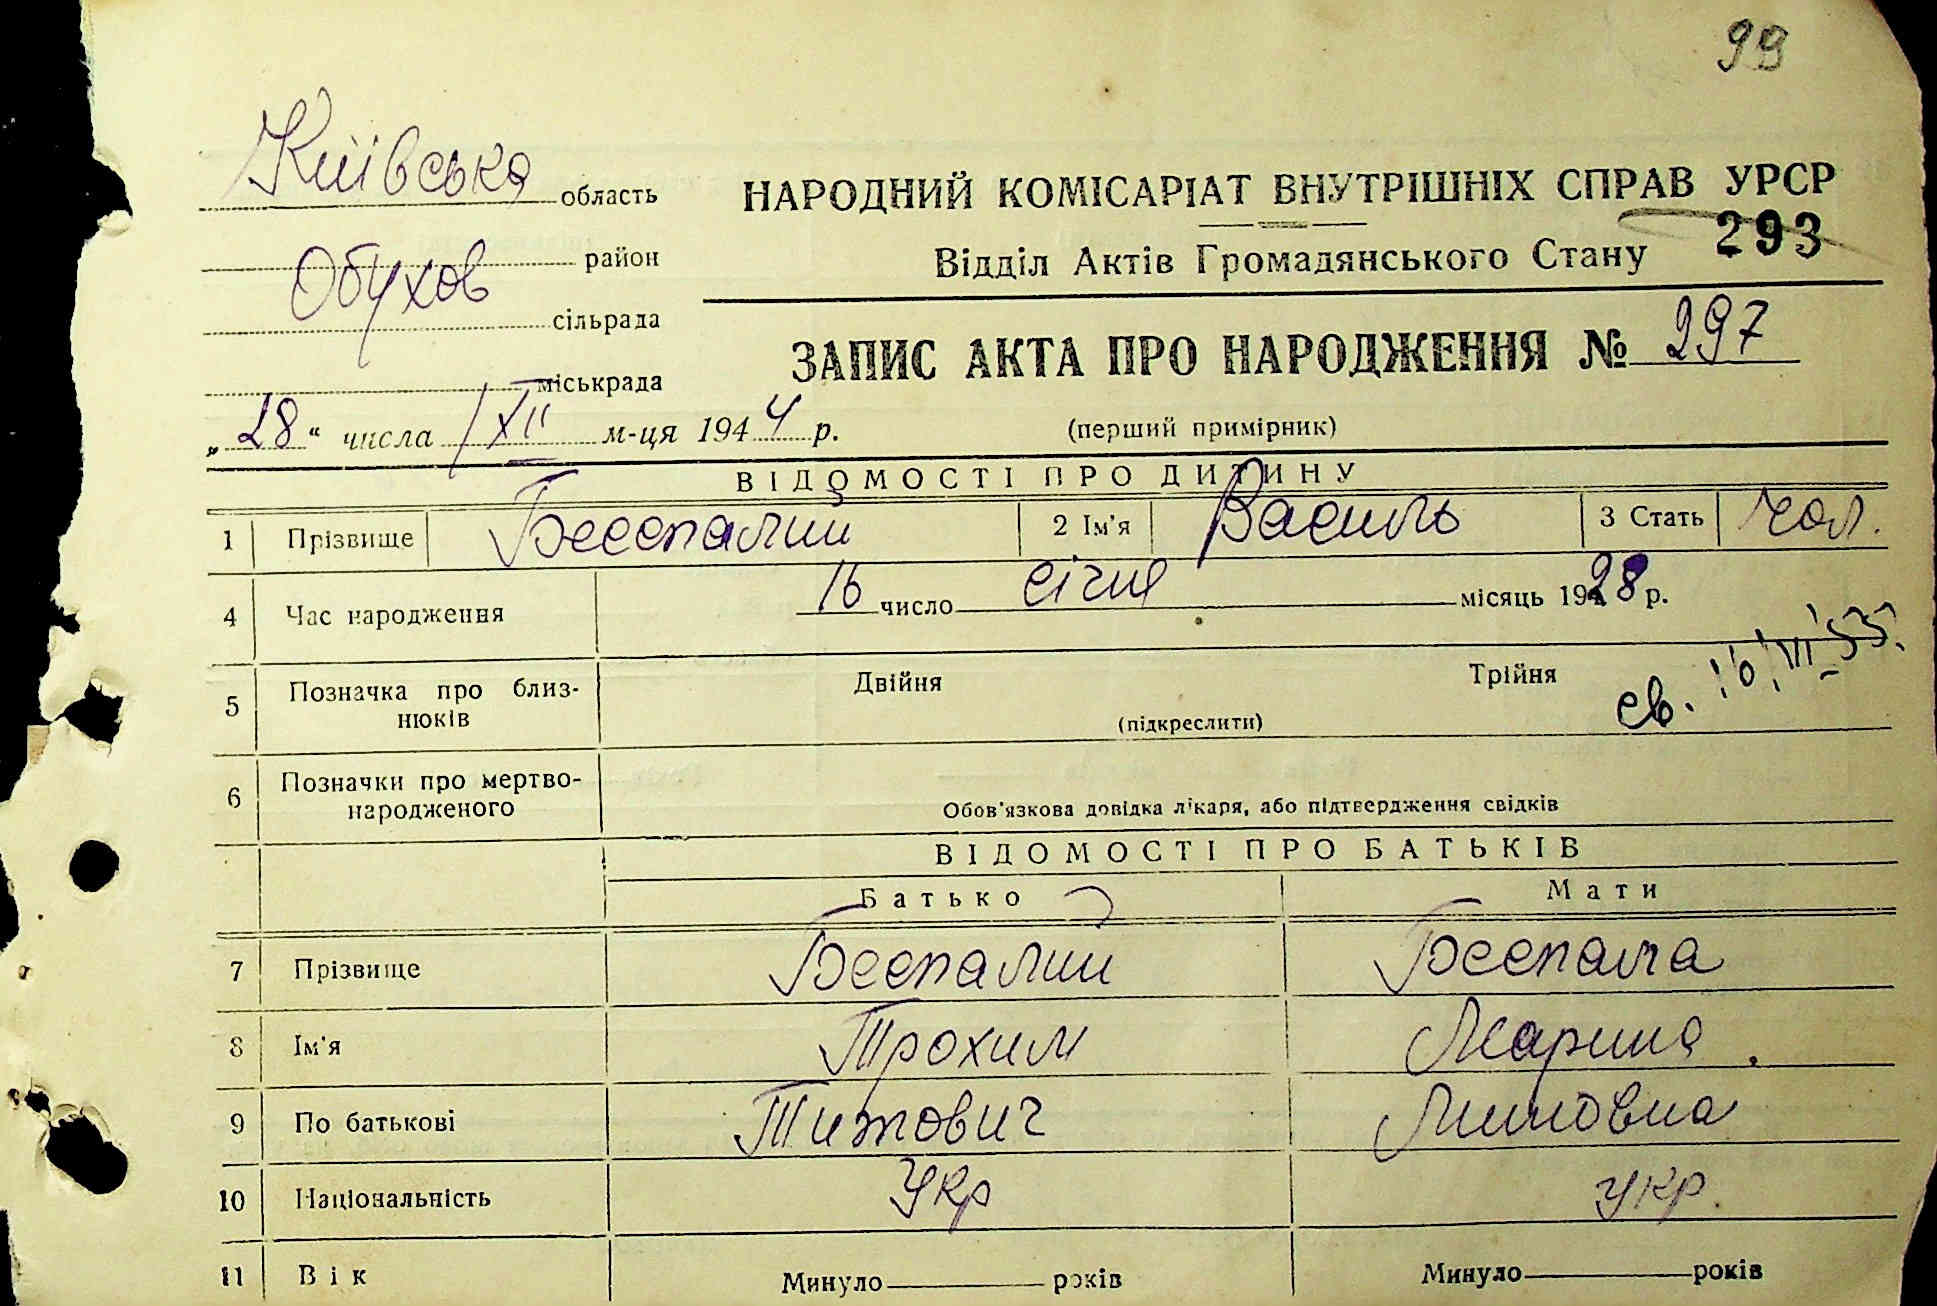 99
Київська область
НАРОДНИЙ КОМІСАРІАТ ВНУТРІШНІХ СПРАВ УРСР
293
Відділ Актів Громадянського Стану
район
Обухов
сільрада
ЗАПИС АКТА ПРО НАРОДЖЕННЯ № 297
міськрада
„28“ числа XII м-ця 1944 р.
(перший примірник)
ВІДОМОСТІ ПРО ДИТИНУ
1 Прізвище Беспалий 2 Ім'я Василь 3 Стать чол.
4 Час народження 16 число січня місяць 1928 р.
5 Позначка про близнюків Двійня Трійня
(підкреслити)
св. 10 VII 55.
6 Позначки про мертвонародженого
Обов'язкова довідка лікаря, або підтвердження свідків
ВІДОМОСТІ ПРО БАТЬКІВ
Батько Мати
7 Прізвище Беспалий Беспала
8 Ім'я Трохим Марина
9 По батькові Титович
10 Національність Укр Укр.
11 Вік Минуло років Минуло років